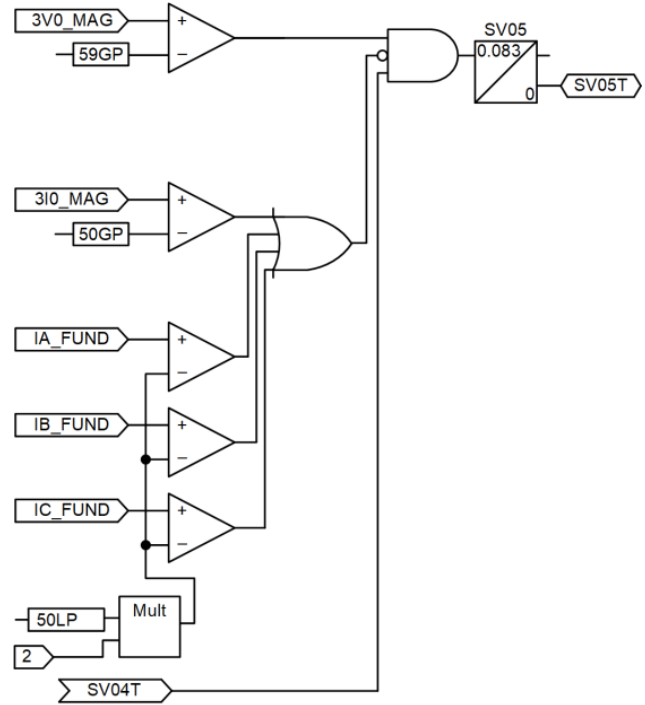 3V0_MAG
+
59GP
−
SV05
0.083
0
SV05T
3I0_MAG
+
50GP
−
IA_FUND
+
−
IB_FUND
+
−
IC_FUND
+
−
50LP
Mult
2
SV04T